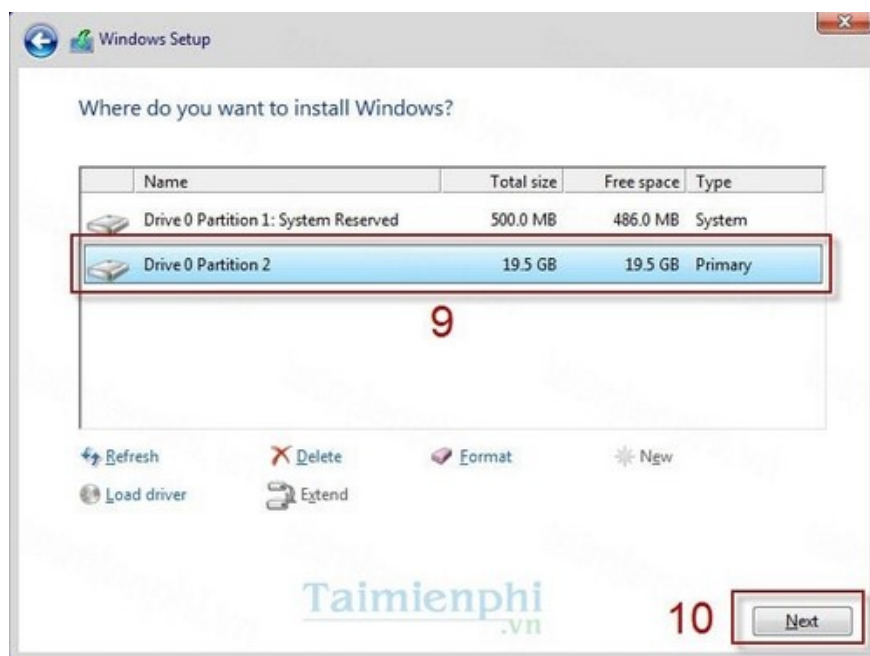 Windows Setup
Where do you want to install Windows?
Name Total size Free space Type
Drive 0 Partition 1: System Reserved 500.0 MB 486.0 MB System
Drive 0 Partition 2 19.5 GB 19.5 GB Primary
9
Refresh Delete Format New
Load driver Extend
Taimienphi
.vn
10 Next